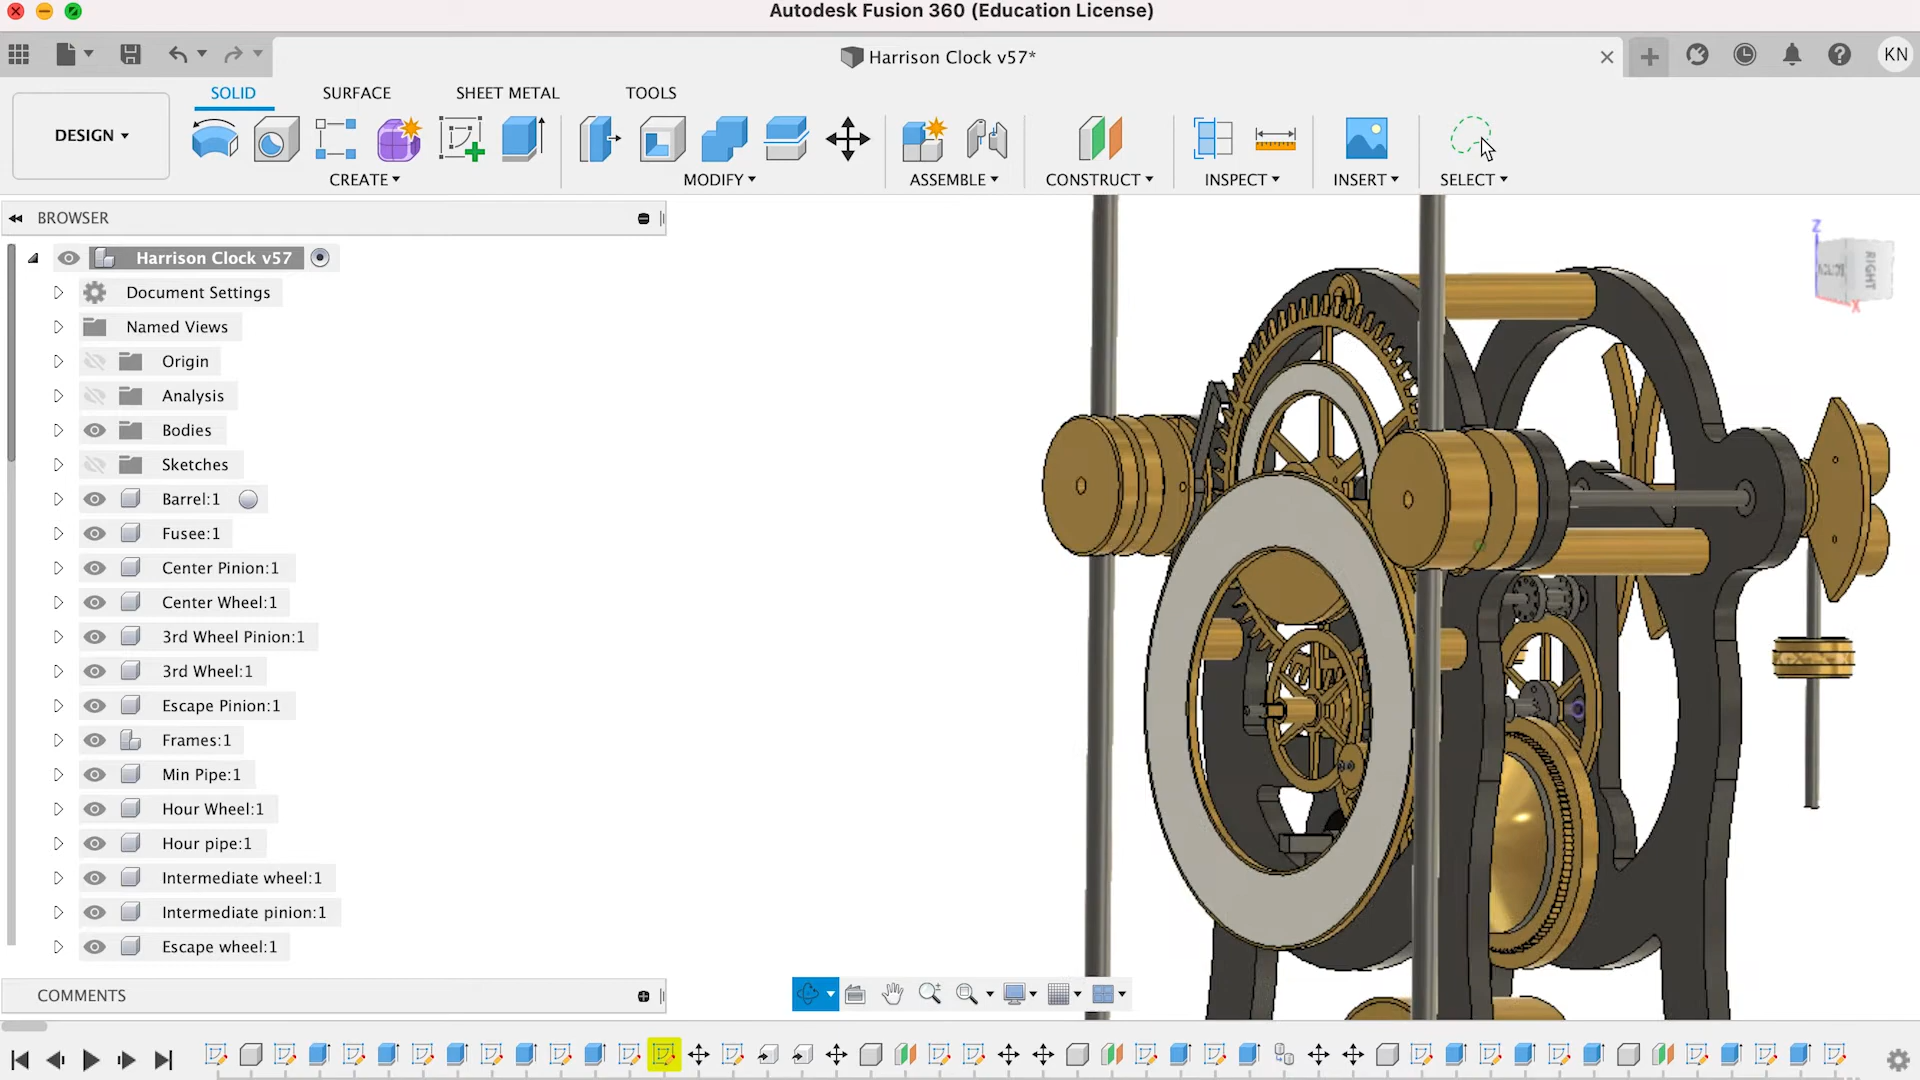 Autodesk Fusion 360 (Education License)
Harrison Clock v57*
KN
SOLID
SURFACE
SHEET METAL
TOOLS
DESIGN
CREATE
MODIFY
ASSEMBLE
CONSTRUCT
INSPECT
INSERT
SELECT
BROWSER
Harrison Clock v57
Document Settings
Named Views
Origin
Analysis
Bodies
Sketches
Barrel:1
Fusee:1
Center Pinion:1
Center Wheel:1
3rd Wheel Pinion:1
3rd Wheel:1
Escape Pinion:1
Frames:1
Min Pipe:1
Hour Wheel:1
Hour pipe:1
Intermediate wheel:1
Intermediate pinion:1
Escape wheel:1
Z
RIGHT
X
COMMENTS